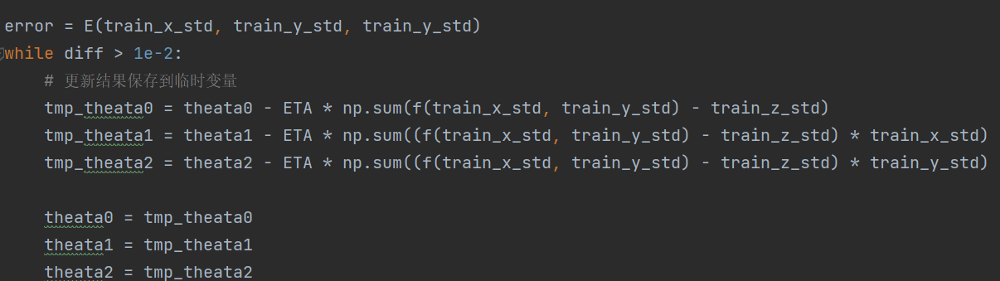 error = E(train_x_std, train_y_std, train_y_std)
while diff > 1e-2:
    # 更新结果保存到临时变量
    tmp_theata0 = theata0 - ETA * np.sum(f(train_x_std, train_y_std) - train_z_std)
    tmp_theata1 = theata1 - ETA * np.sum((f(train_x_std, train_y_std) - train_z_std) * train_x_std)
    tmp_theata2 = theata2 - ETA * np.sum((f(train_x_std, train_y_std) - train_z_std) * train_y_std)
    theata0 = tmp_theata0
    theata1 = tmp_theata1
    theata2 = tmp_theata2